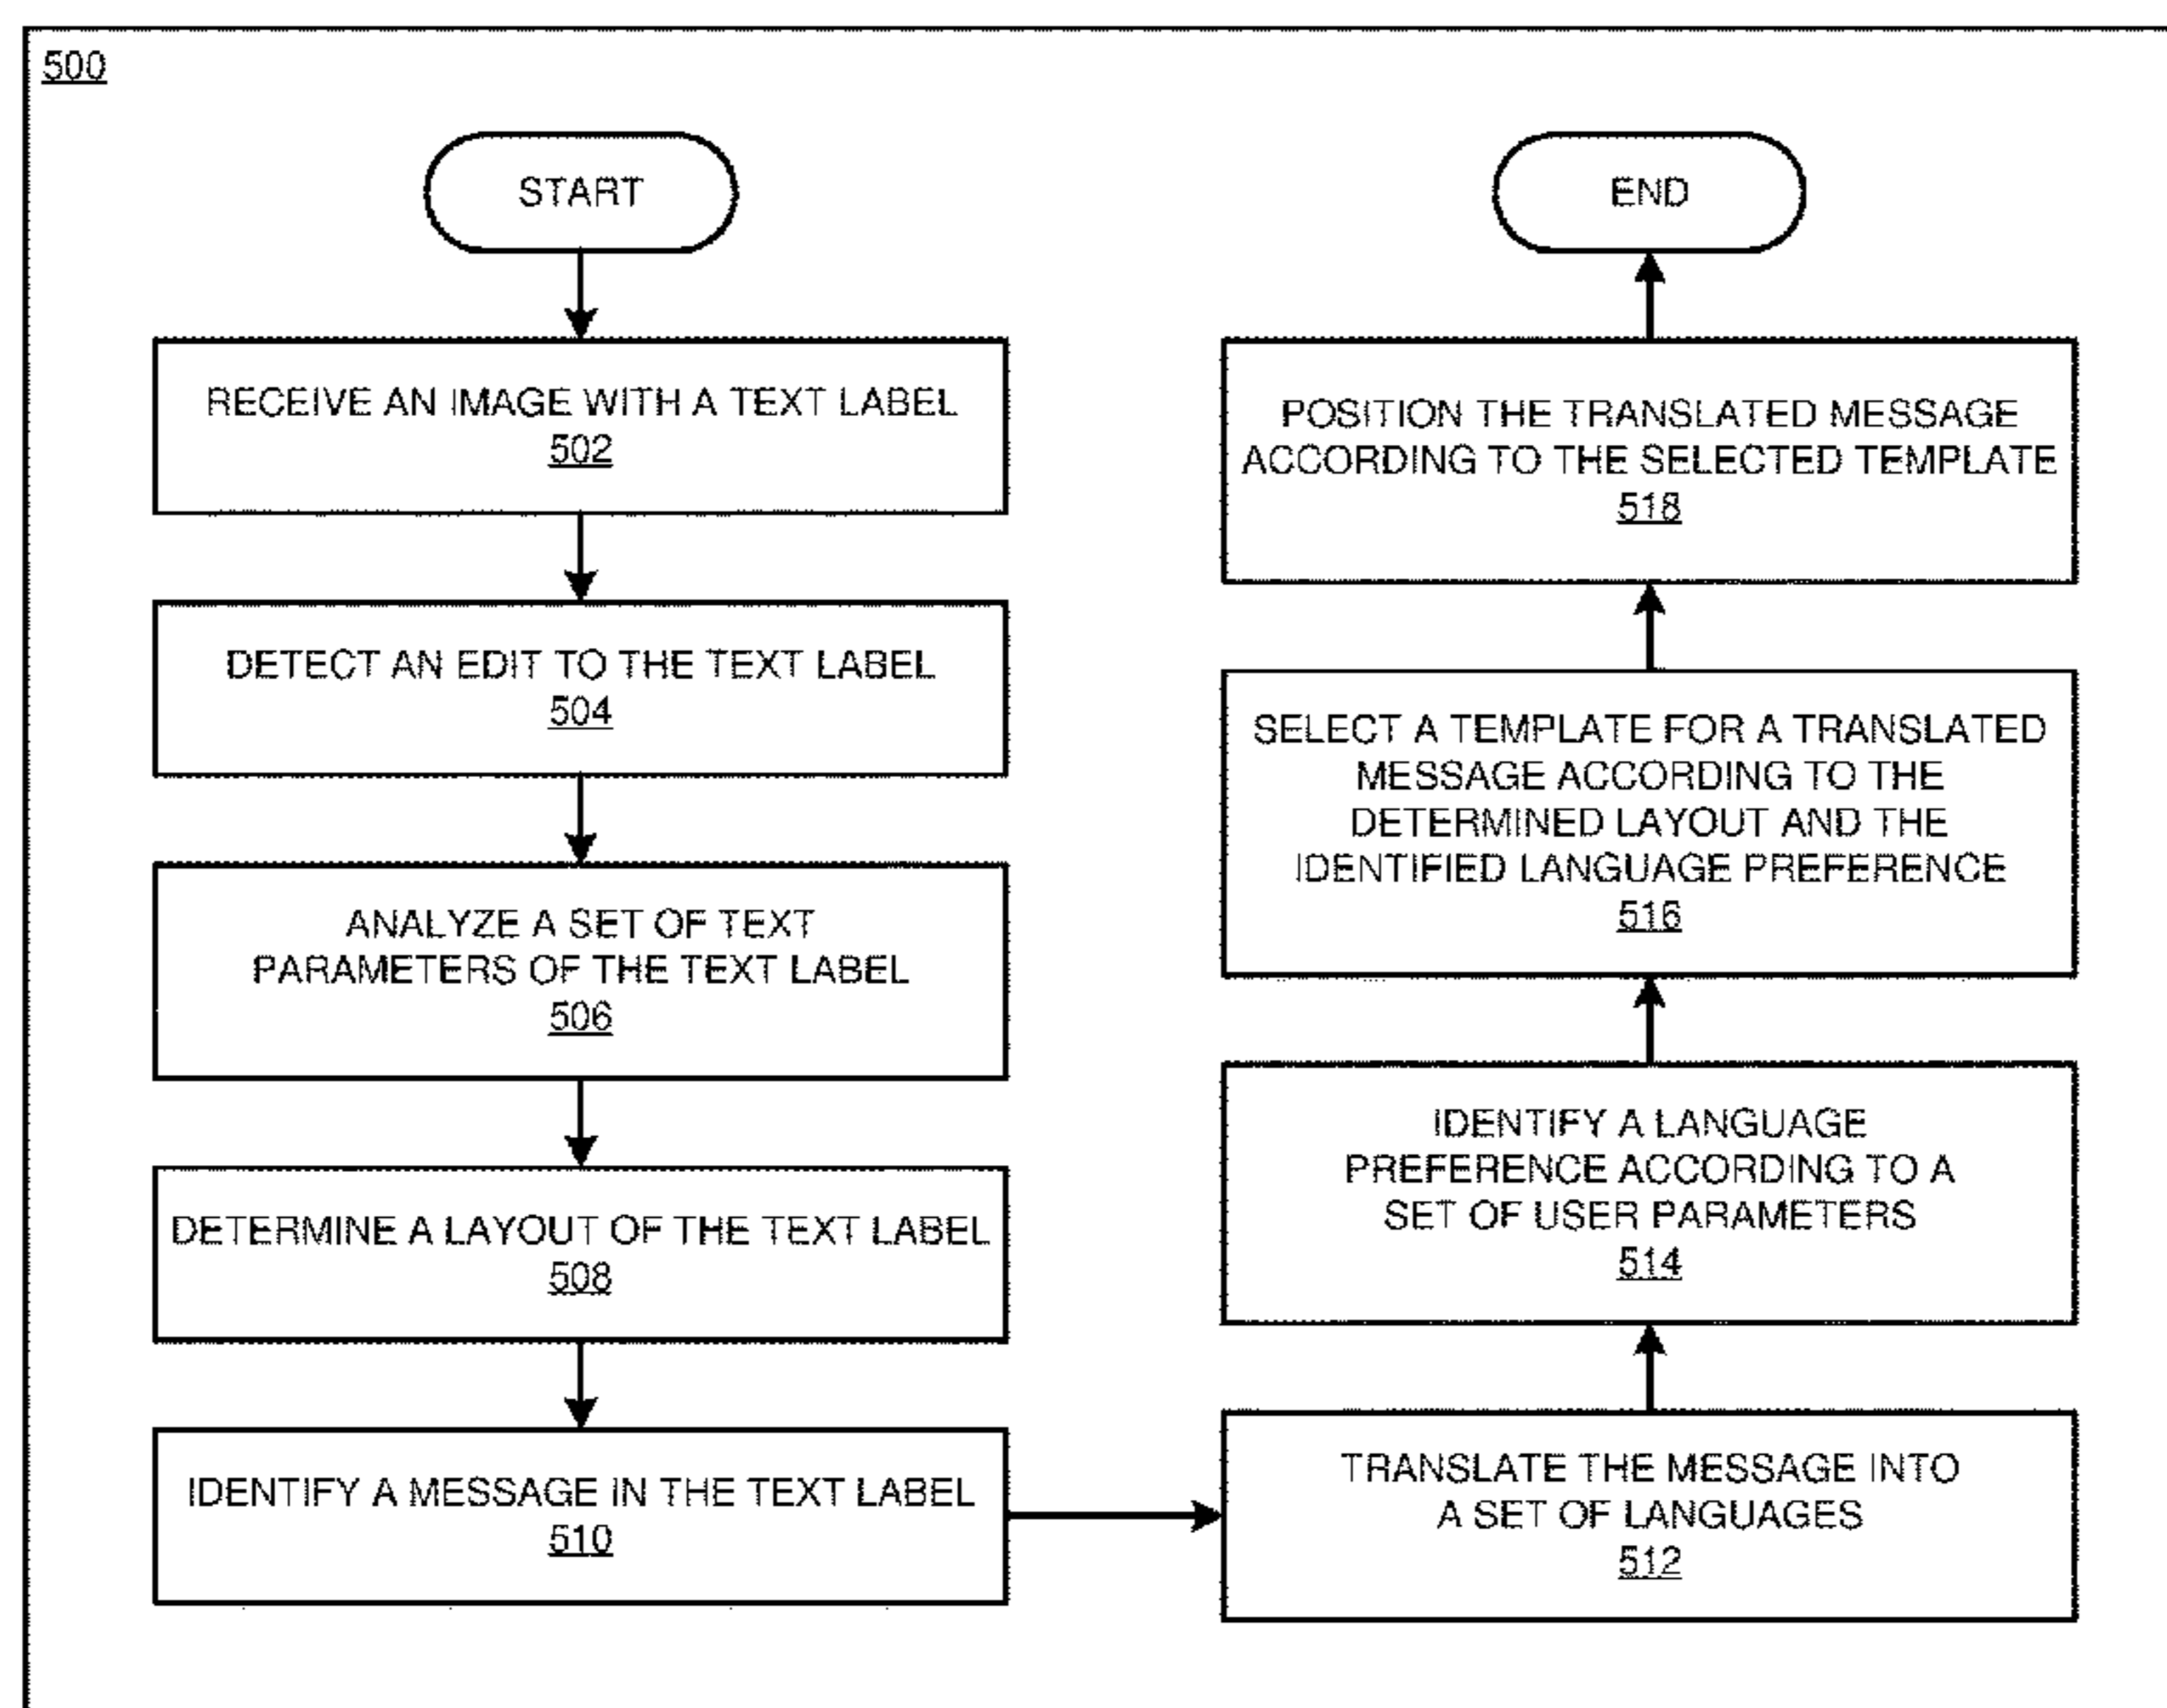 500
START
RECEIVE AN IMAGE WITH A TEXT LABEL
502
DETECT AN EDIT TO THE TEXT LABEL
504
ANALYZE A SET OF TEXT
PARAMETERS OF THE TEXT LABEL
506
DETERMINE A LAYOUT OF THE TEXT LABEL
508
IDENTIFY A MESSAGE IN THE TEXT LABEL
510
TRANSLATE THE MESSAGE INTO
A SET OF LANGUAGES
512
IDENTIFY A LANGUAGE
PREFERENCE ACCORDING TO A
SET OF USER PARAMETERS
514
SELECT A TEMPLATE FOR A TRANSLATED
MESSAGE ACCORDING TO THE
DETERMINED LAYOUT AND THE
IDENTIFIED LANGUAGE PREFERENCE
516
POSITION THE TRANSLATED MESSAGE
ACCORDING TO THE SELECTED TEMPLATE
518
END